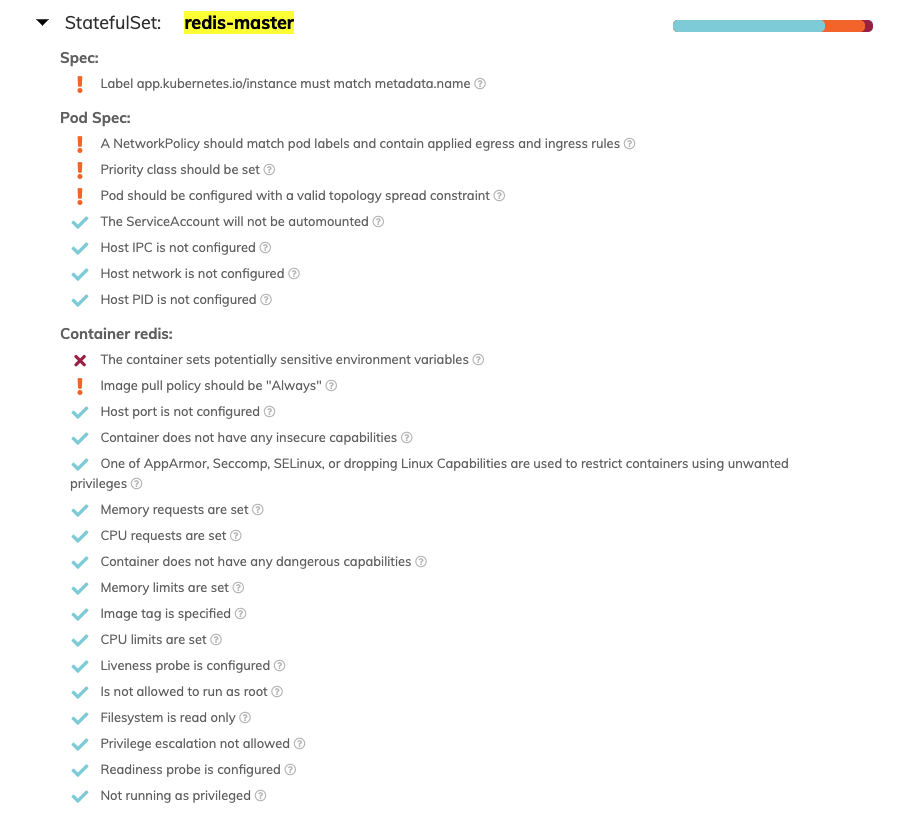 StatefulSet: redis-master
Spec:
Label app.kubernetes.io/instance must match metadata.name
Pod Spec:
A NetworkPolicy should match pod labels and contain applied egress and ingress rules
Priority class should be set
Pod should be configured with a valid topology spread constraint
The ServiceAccount will not be automounted
Host IPC is not configured
Host network is not configured
Host PID is not configured
Container redis:
The container sets potentially sensitive environment variables
Image pull policy should be "Always"
Host port is not configured
Container does not have any insecure capabilities
One of AppArmor, Seccomp, SELinux, or dropping Linux Capabilities are used to restrict containers using unwanted
privileges
Memory requests are set
CPU requests are set
Container does not have any dangerous capabilities
Memory limits are set
Image tag is specified
CPU limits are set
Liveness probe is configured
Is not allowed to run as root
Filesystem is read only
Privilege escalation not allowed
Readiness probe is configured
Not running as privileged